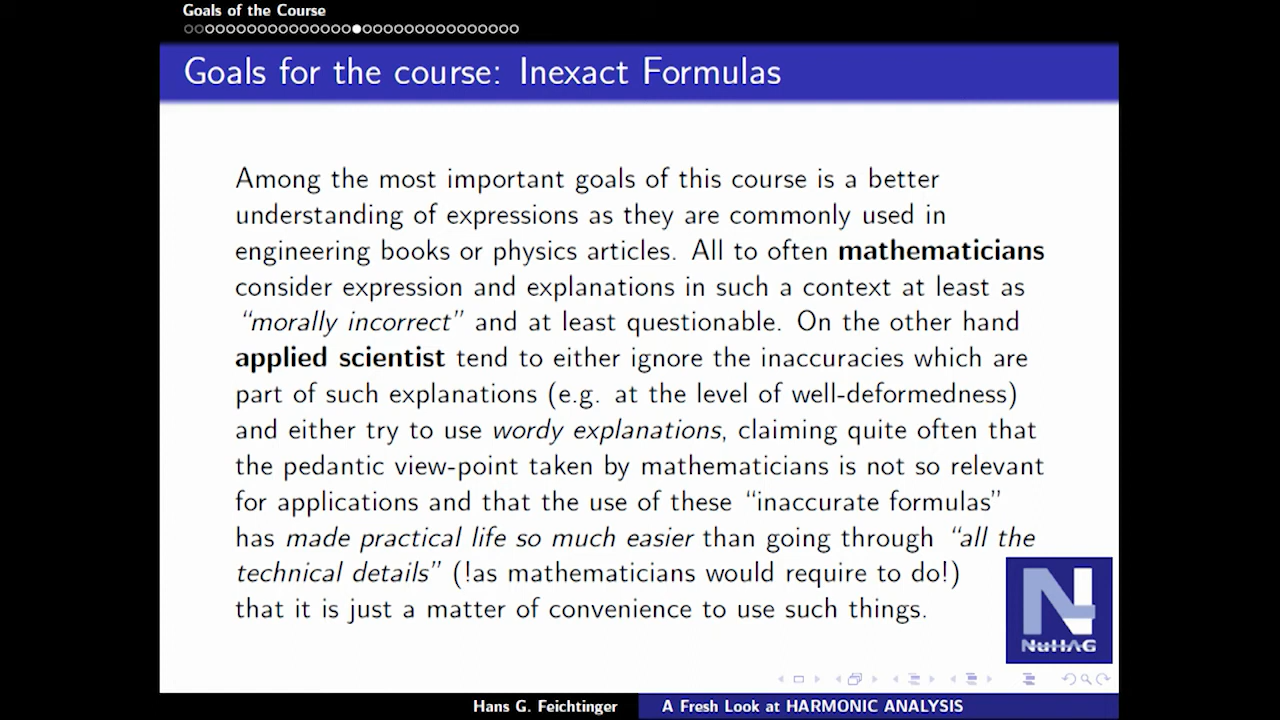 Goals of the Course
Goals for the course: Inexact Formulas
Among the most important goals of this course is a better
understanding of expressions as they are commonly used in
engineering books or physics articles. All to often mathematicians
consider expression and explanations in such a context at least as
“morally incorrect” and at least questionable. On the other hand
applied scientist tend to either ignore the inaccuracies which are
part of such explanations (e.g. at the level of well-deformedness)
and either try to use wordy explanations, claiming quite often that
the pedantic view-point taken by mathematicians is not so relevant
for applications and that the use of these “inaccurate formulas”
has made practical life so much easier than going through “all the
technical details” (!as mathematicians would require to do!)
that it is just a matter of convenience to use such things.
N
NuHAG
Hans G. Feichtinger
A Fresh Look at HARMONIC ANALYSIS